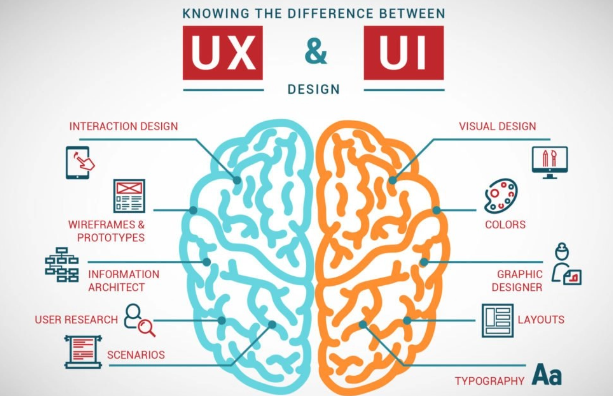 KNOWING THE DIFFERENCE BETWEEN
UX & UI
DESIGN
INTERACTION DESIGN
WIREFRAMES &
PROTOTYPES
INFORMATION
ARCHITECT
USER RESEARCH
SCENARIOS
VISUAL DESIGN
COLORS
GRAPHIC
DESIGNER
LAYOUTS
TYPOGRAPHY Aa